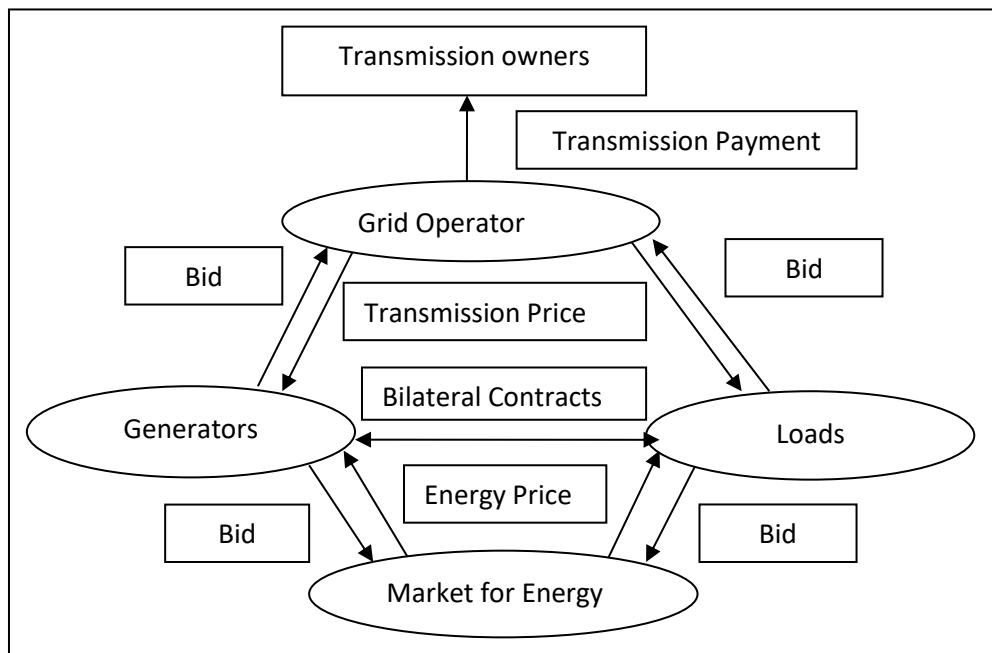 Transmission owners
Transmission Payment
Grid Operator
Bid
Bid
Transmission Price
Bilateral Contracts
Generators
Loads
Energy Price
Bid
Bid
Market for Energy